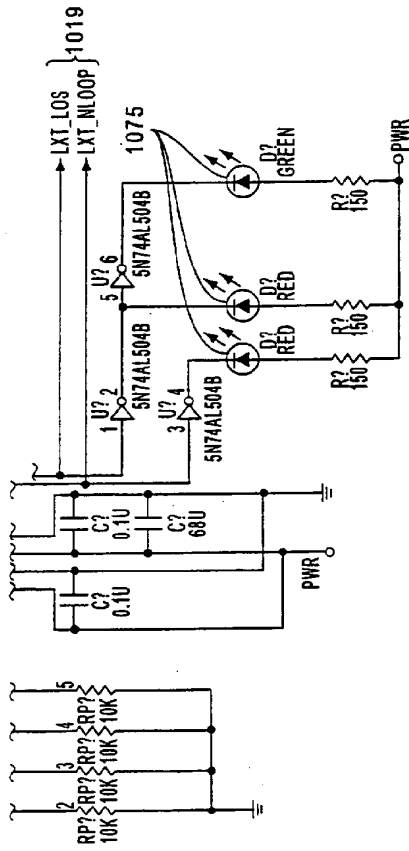 1019
LXT_LOS
LXT_NLOOP
1075
U?
1 2
5N74AL504B
U?
5 6
5N74AL504B
U?
3 4
5N74AL504B
D?
GREEN
D?
RED
D?
RED
R?
150
R?
150
R?
150
PWR
C?
0.1U
C?
68U
C?
0.1U
PWR
2
RP?
10K
3
RP?
10K
4
RP?
10K
5
RP?
10K